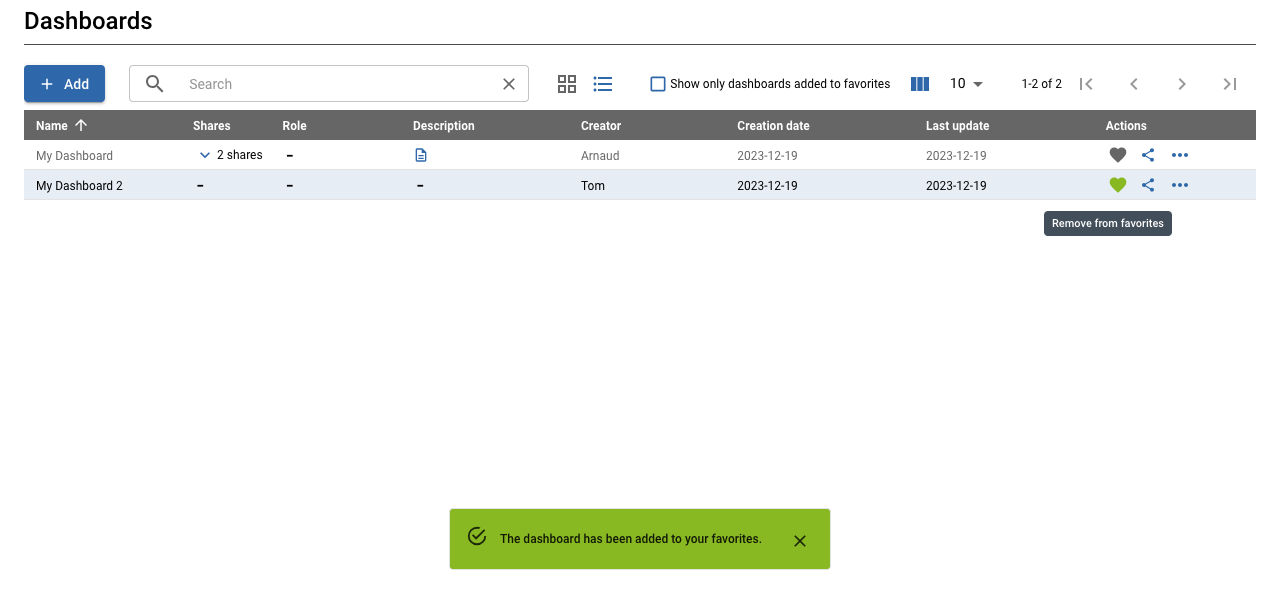 Dashboards
Add
Search
Show only dashboards added to favorites
10
1-2 of 2
Name Shares Role Description Creator Creation date Last update Actions
My Dashboard 2 shares – Arnaud 2023-12-19 2023-12-19
My Dashboard 2 – – – Tom 2023-12-19 2023-12-19
Remove from favorites
The dashboard has been added to your favorites.